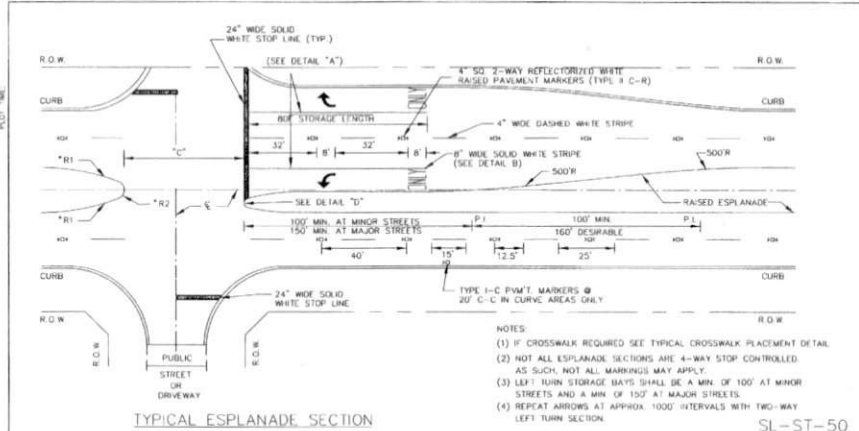 PLOT TIME
24" WIDE SOLID
WHITE STOP LINE (TYP.)
(SEE DETAIL "A")
4" SQ. 2-WAY REFLECTORIZED WHITE
RAISED PAVEMENT MARKERS (TYPE II C-R)
R.O.W.
R.O.W.
CURB
CURB
ONLY
80' STORAGE LENGTH
4" WIDE DASHED WHITE STRIPE
32'
8'
32'
8'
"C"
8" WIDE SOLID WHITE STRIPE
(SEE DETAIL B)
500'R
*R1
ONLY
500'R
*R2
SEE DETAIL "D"
RAISED ESPLANADE
*R1
100' MIN. AT MINOR STREETS
150' MIN. AT MAJOR STREETS
P.I.
100' MIN.
P.I.
160' DESIRABLE
40'
15'
12.5'
25'
CURB
CURB
24" WIDE SOLID
WHITE STOP LINE
TYPE I-C PVM'T. MARKERS @
20' C-C IN CURVE AREAS ONLY
R.O.W.
R.O.W.
R.O.W.
R.O.W.
PUBLIC
STREET
OR
DRIVEWAY
NOTES:
(1) IF CROSSWALK REQUIRED SEE TYPICAL CROSSWALK PLACEMENT DETAIL
(2) NOT ALL ESPLANADE SECTIONS ARE 4-WAY STOP CONTROLLED
AS SUCH, NOT ALL MARKINGS MAY APPLY.
(3) LEFT TURN STORAGE BAYS SHALL BE A MIN. OF 100' AT MINOR
STREETS AND A MIN. OF 150' AT MAJOR STREETS.
(4) REPEAT ARROWS AT APPROX. 1000' INTERVALS WITH TWO-WAY
LEFT TURN SECTION.
TYPICAL ESPLANADE SECTION
SL-ST-50